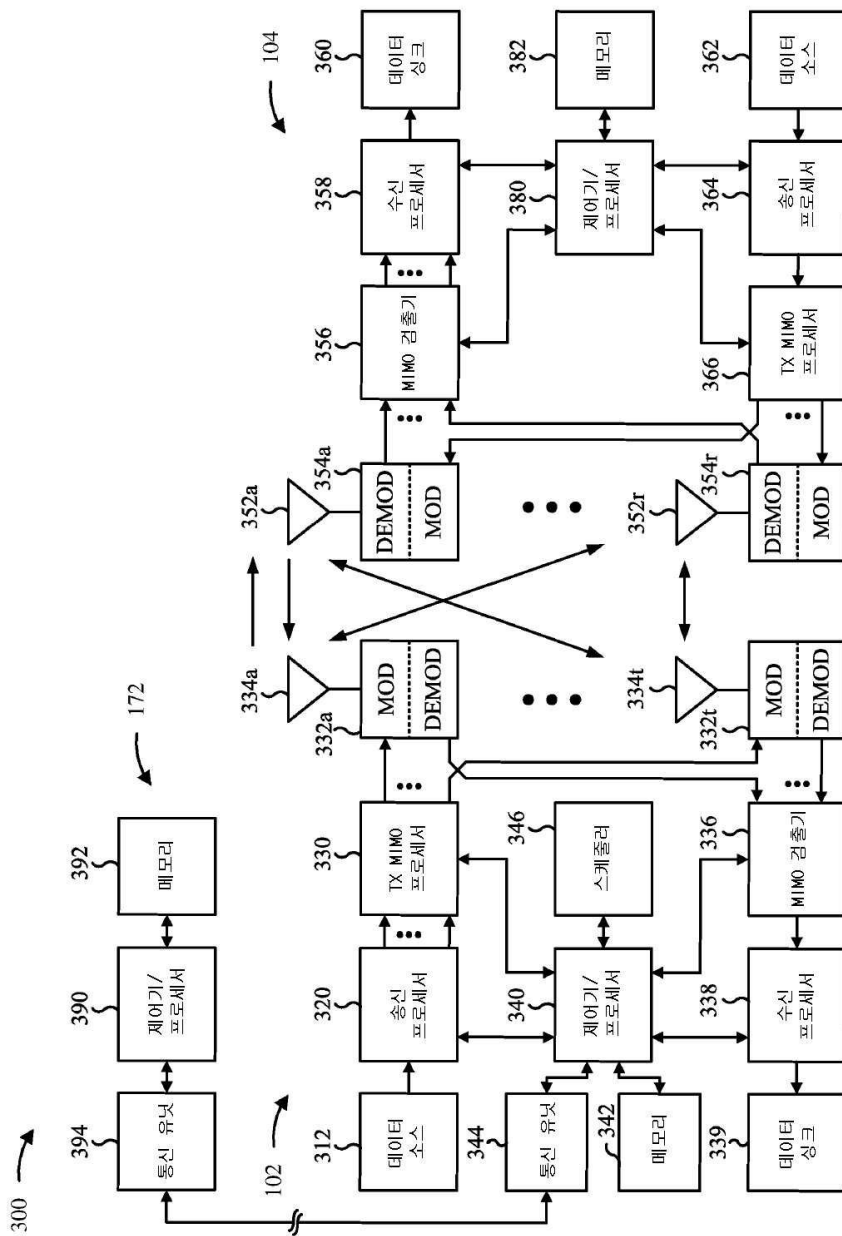 300
394
통신 유닛
390
제어기/
프로세서
392
메모리
172
102
312
데이터
소스
320
송신
프로세서
330
TX MIMO
프로세서
332a
MOD
DEMOD
334a
344
통신 유닛
342
메모리
340
제어기/
프로세서
346
스케줄러
339
데이터
싱크
338
수신
프로세서
336
MIMO 검출기
332t
MOD
DEMOD
334t
104
352a
354a
DEMOD
MOD
356
MIMO 검출기
358
수신
프로세서
360
데이터
싱크
380
제어기/
프로세서
382
메모리
352r
354r
DEMOD
MOD
366
TX MIMO
프로세서
364
송신
프로세서
362
데이터
소스